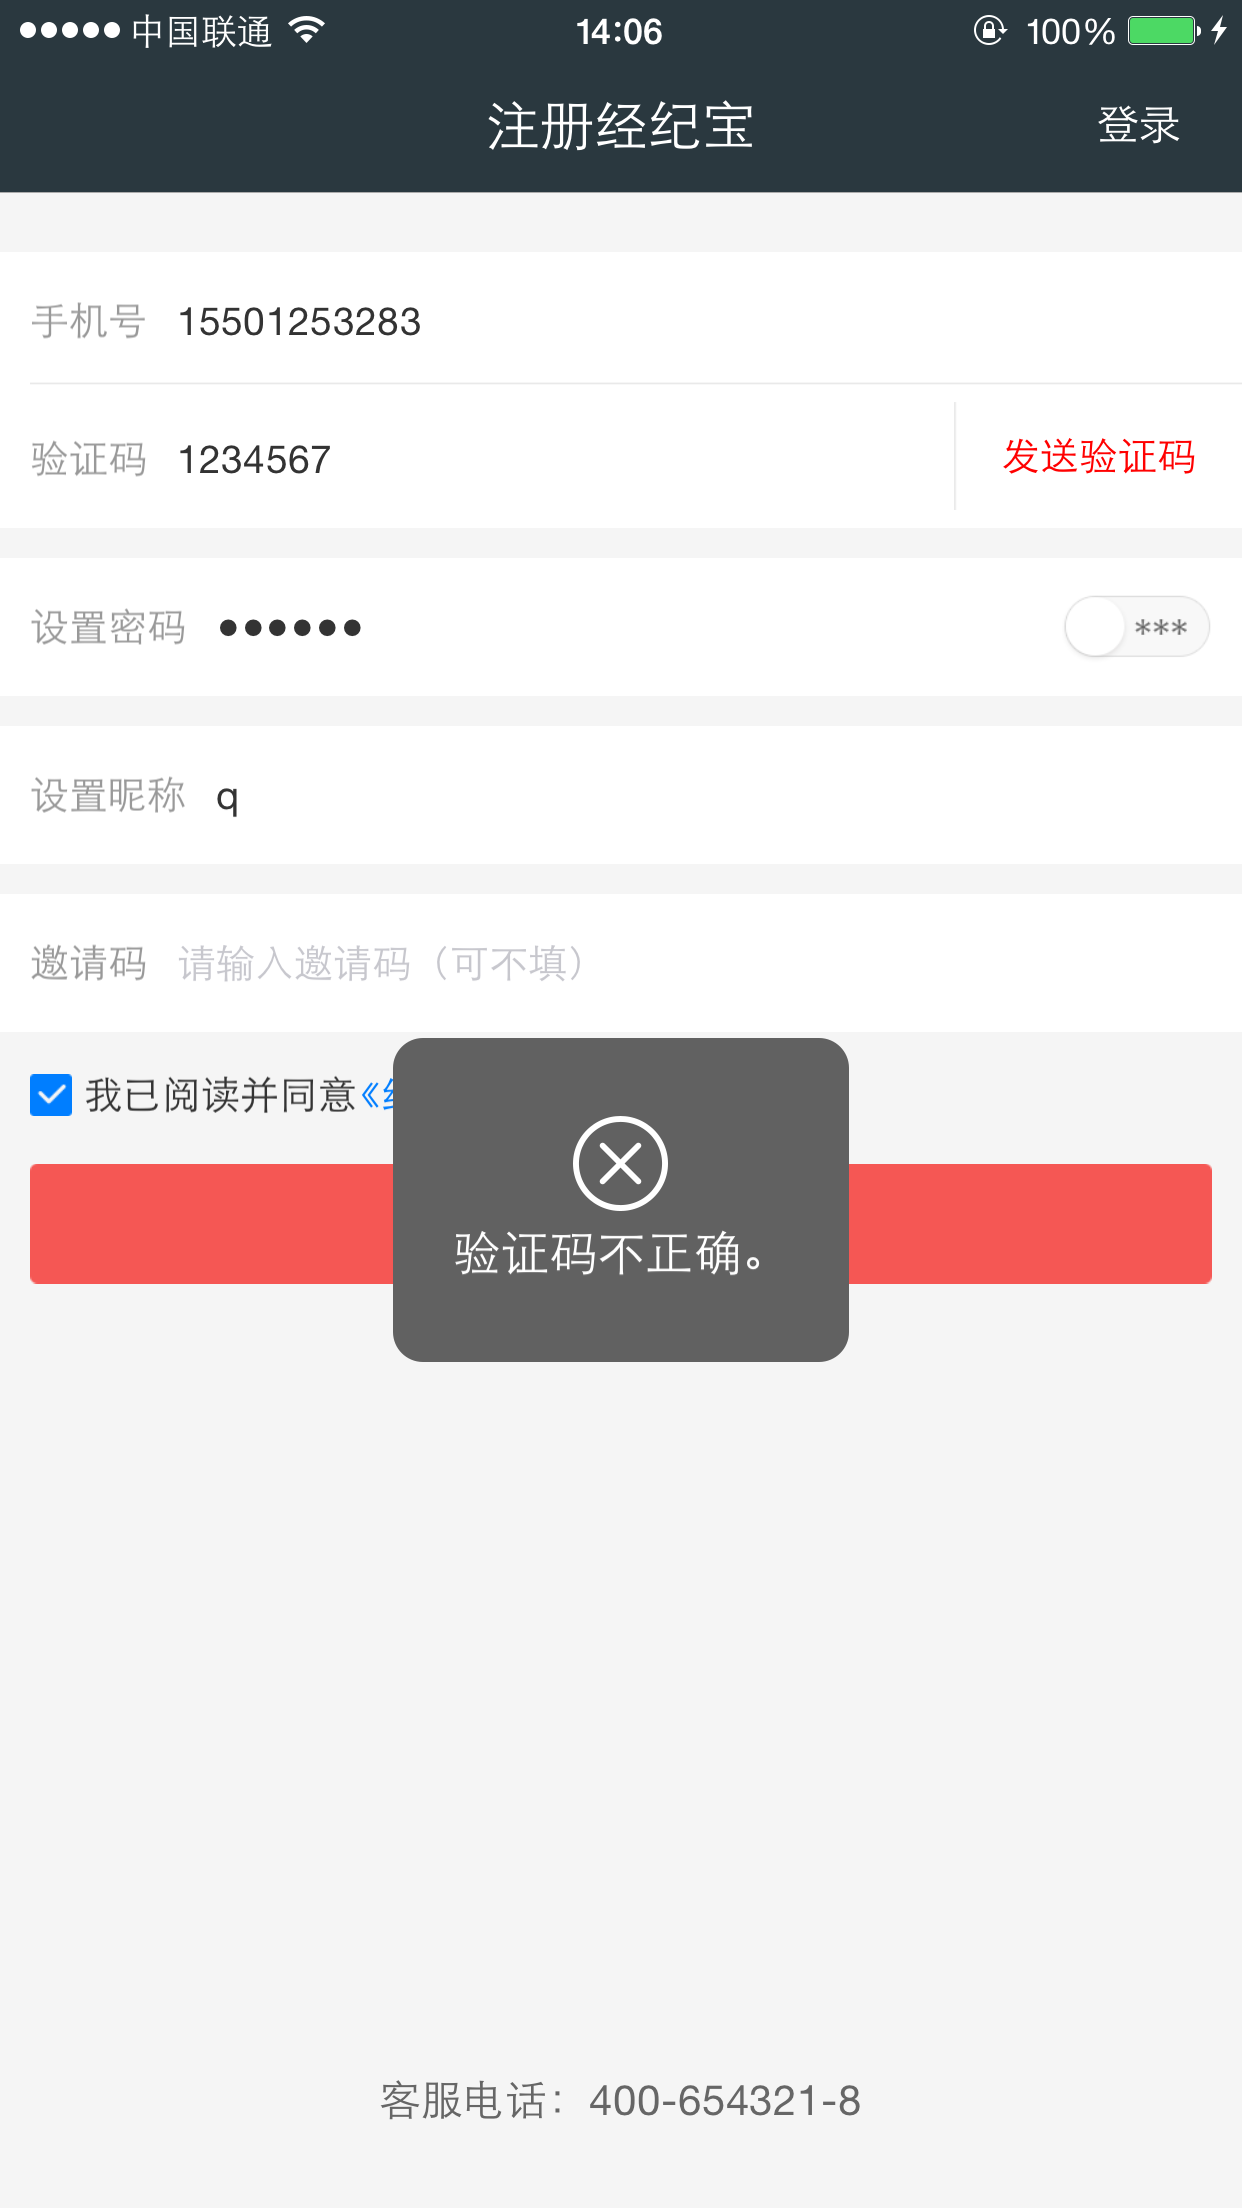 中国联通 14:06 100%
注册经纪宝 登录
手机号 15501253283
验证码 1234567 发送验证码
设置密码 ●●●●●● ***
设置昵称 q
邀请码 请输入邀请码（可不填）
我已阅读并同意《
验证码不正确。
客服电话：400-654321-8